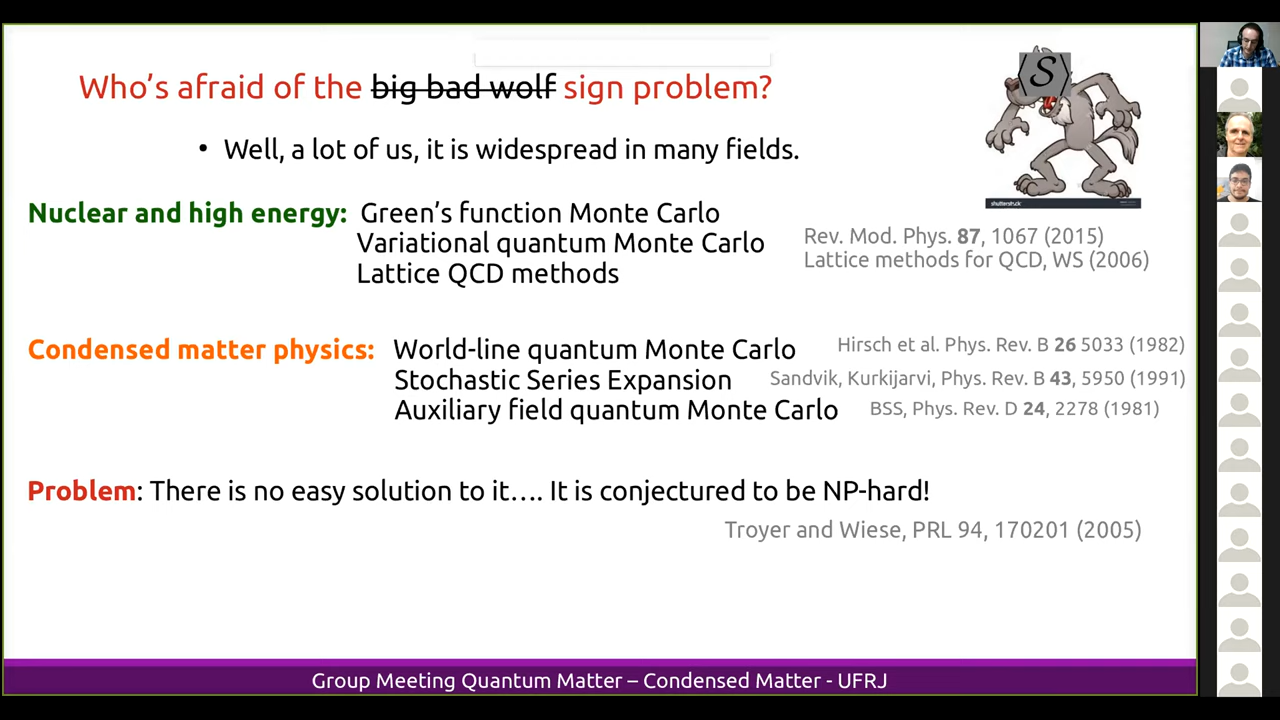 Who's afraid of the big bad wolf sign problem?
⟨S⟩
shutterstock
• Well, a lot of us, it is widespread in many fields.
Nuclear and high energy: Green's function Monte Carlo
Variational quantum Monte Carlo
Lattice QCD methods
Rev. Mod. Phys. 87, 1067 (2015)
Lattice methods for QCD, WS (2006)
Condensed matter physics: World-line quantum Monte Carlo
Hirsch et al. Phys. Rev. B 26 5033 (1982)
Stochastic Series Expansion
Sandvik, Kurkijarvi, Phys. Rev. B 43, 5950 (1991)
Auxiliary field quantum Monte Carlo
BSS, Phys. Rev. D 24, 2278 (1981)
Problem: There is no easy solution to it.... It is conjectured to be NP-hard!
Troyer and Wiese, PRL 94, 170201 (2005)
Group Meeting Quantum Matter – Condensed Matter - UFRJ